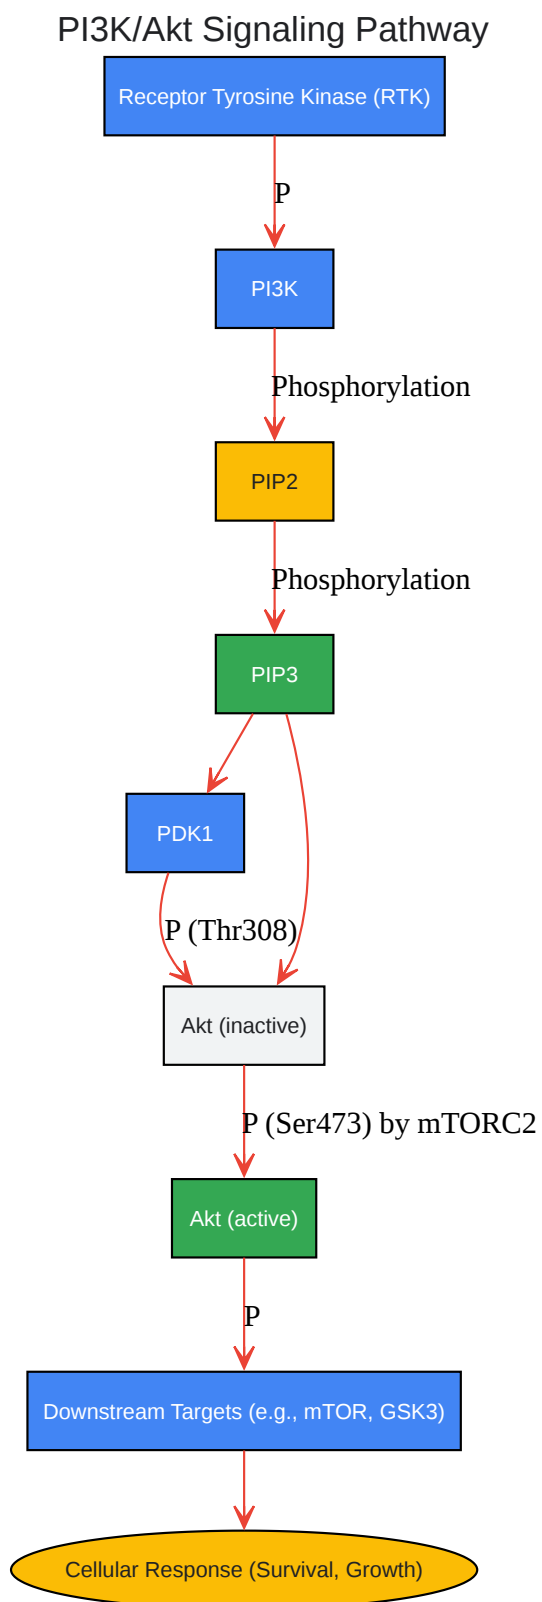 PI3K/Akt Signaling Pathway
Receptor Tyrosine Kinase (RTK)
P
PI3K
Phosphorylation
PIP2
Phosphorylation
PIP3
PDK1
P (Thr308)
Akt (inactive)
P (Ser473) by mTORC2
Akt (active)
P
Downstream Targets (e.g., mTOR, GSK3)
Cellular Response (Survival, Growth)